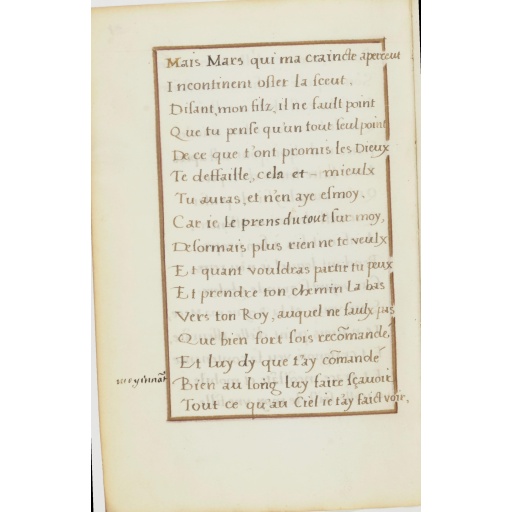 Mais Mars qui ma craincte aperceut
Incontinent oster la sceut.
Disant, mon filz, il ne fault point
Que tu pense qu'un tout seul point
De ce que t'ont promis les Dieux
Te deffaille, cela et mieulx
Tu auras, et n'en aye esmoy.
Car ie le prens du tout sur moy,
Desormais plus rien ne te veulx
Et quant vouldras partir tu peux
Et prendre ton chemin La bas
Vers ton Roy, auquel ne faulx pas
Que bien fort sois recōmandé,
Et Luy dy que t'ay cōmandé
Bien au long luy faire sçavoir
Tout ce qu'au Ciel ie t'ay faict voir.